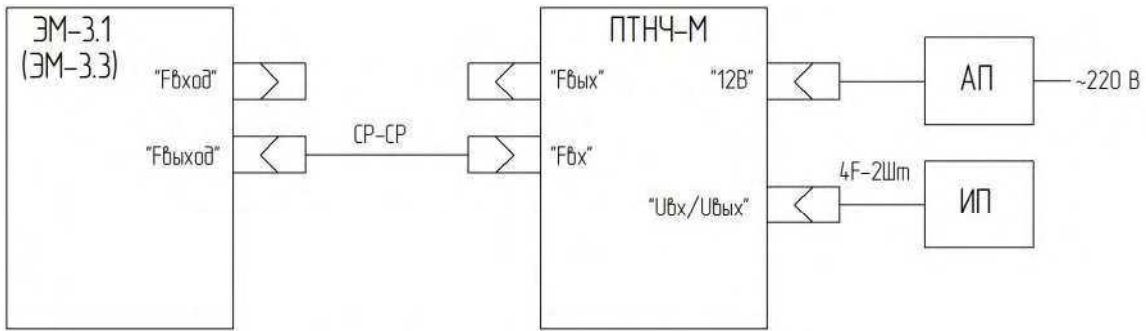 ЭМ-3.1
(ЭМ-3.3)
"Fвход"
"Fвыход"
СР-СР
ПТНЧ-М
"Fвых"
"Fвх"
"12В"
"Uвх/Uвых"
АП
~220 В
4F-2Шт
ИП